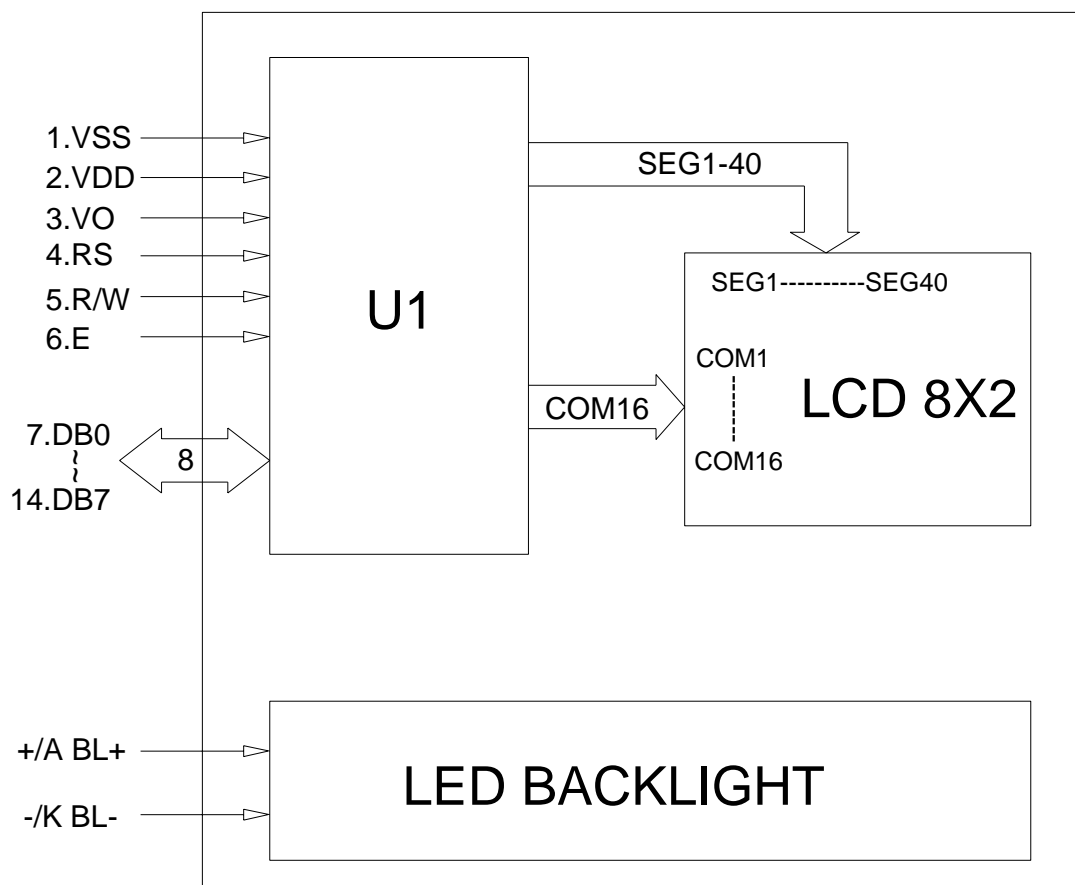 1.VSS
2.VDD
3.VO
4.RS
5.R/W
6.E
7.DB0
~
~
14.DB7
8
U1
SEG1-40
COM16
SEG1----------SEG40
COM1
COM16
LCD 8X2
+/A BL+
-/K BL-
LED BACKLIGHT